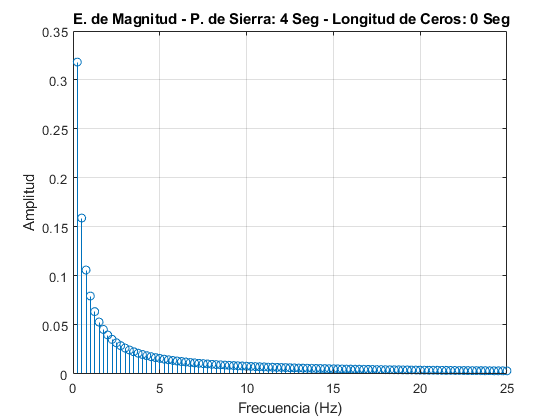 E. de Magnitud - P. de Sierra: 4 Seg - Longitud de Ceros: 0 Seg
0.35
0.3
0.25
0.2
0.15
0.1
0.05
0
Amplitud
0 5 10 15 20 25
Frecuencia (Hz)